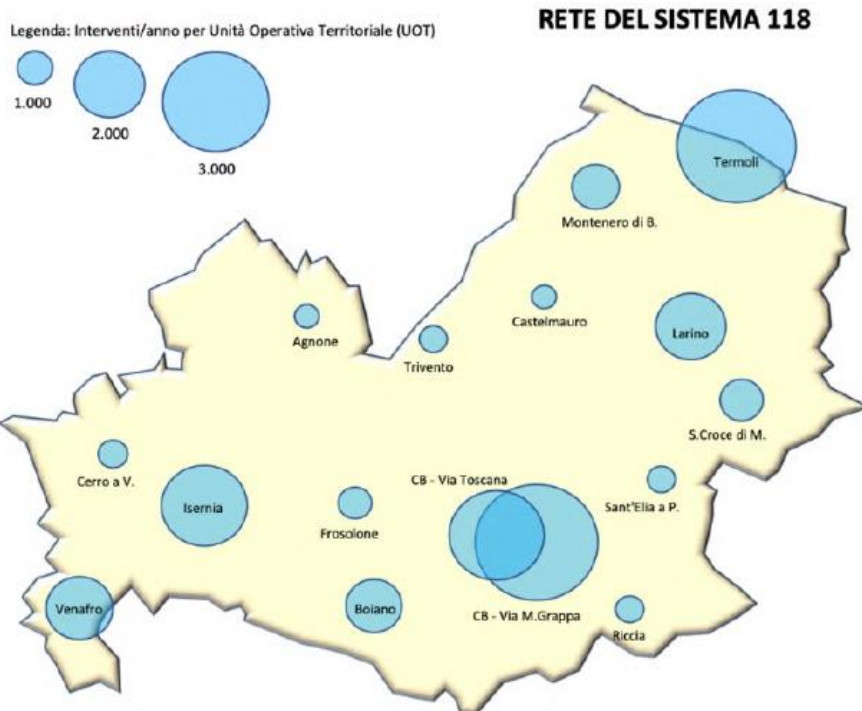 RETE DEL SISTEMA 118
Legenda: Interventi/anno per Unità Operativa Territoriale (UOT)
1.000
2.000
3.000
Termoli
Montenero di B.
Castelmauro
Agnone
Trivento
Larino
S.Croce di M.
Cerro a V.
CB - Via Toscana
Isernia
Sant'Elia a P.
Frosolone
Venafro
Boiano
CB - Via M.Grappa
Riccia